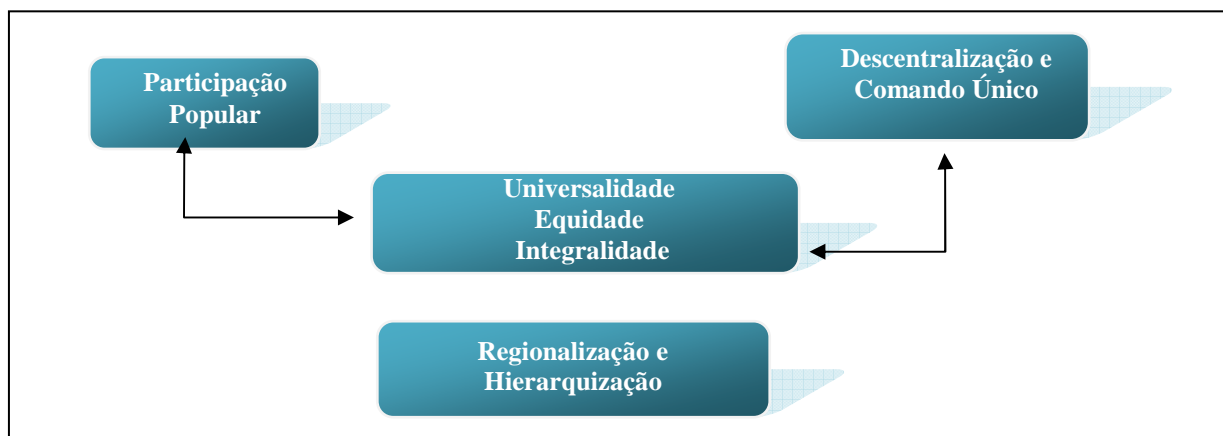 Participação
Popular
Descentralização e
Comando Único
Universalidade
Equidade
Integralidade
Regionalização e
Hierarquização